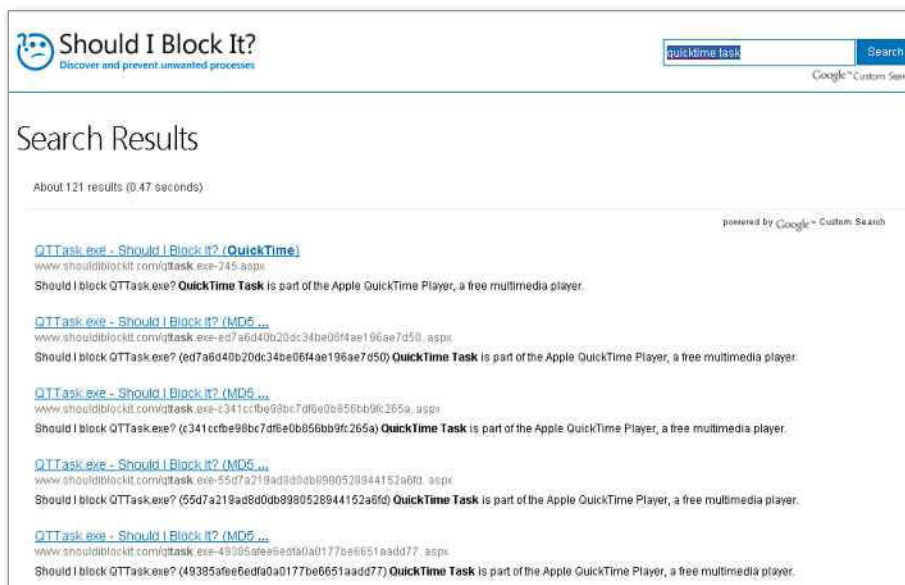 Should I Block It?
Discover and prevent unwanted processes
quicktime task
Search
Google™ Custom Sear
Search Results
About 121 results (0.47 seconds)
powered by Google™ Custom Search
QTTask.exe - Should I Block It? (QuickTime)
www.shouldiblockit.com/qttask.exe-245.aspx
Should I block QTTask.exe? QuickTime Task is part of the Apple QuickTime Player, a free multimedia player.
QTTask.exe - Should I Block It? (MD5 ...
www.shouldiblockit.com/qttask.exe-ed7a6d40b20dc34be06f4ae196ae7d50. aspx
Should I block QTTask.exe? (ed7a6d40b20dc34be06f4ae196ae7d50) QuickTime Task is part of the Apple QuickTime Player, a free multimedia player.
QTTask.exe - Should I Block It? (MD5 ...
www.shouldiblockit.com/qttask.exe-c341ccfbe98bc7df6e0b856bb9fc265a. aspx
Should I block QTTask.exe? (c341ccfbe98bc7df6e0b856bb9fc265a) QuickTime Task is part of the Apple QuickTime Player, a free multimedia player.
QTTask.exe - Should I Block It? (MD5 ...
www.shouldiblockit.com/qttask.exe-55d7a219ad8d0db8980528944152a6fd. aspx
Should I block QTTask.exe? (55d7a219ad8d0db8980528944152a6fd) QuickTime Task is part of the Apple QuickTime Player, a free multimedia player.
QTTask.exe - Should I Block It? (MD5 ...
www.shouldiblockit.com/qttask.exe-49385afee6edfa0a0177be6651aadd77. aspx
Should I block QTTask.exe? (49385afee6edfa0a0177be6651aadd77) QuickTime Task is part of the Apple QuickTime Player, a free multimedia player.